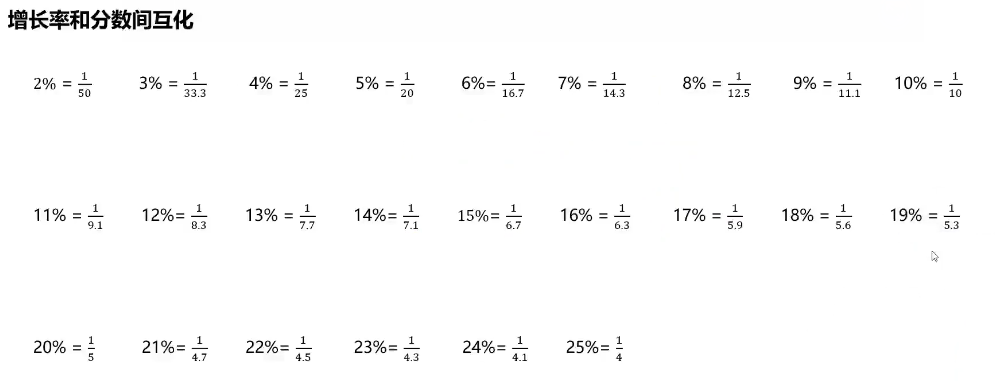 增长率和分数间互化
2% = 1/50 3% = 1/33.3 4% = 1/25 5% = 1/20 6%= 1/16.7 7% = 1/14.3 8% = 1/12.5 9% = 1/11.1 10% = 1/10
11% = 1/9.1 12%= 1/8.3 13% = 1/7.7 14%= 1/7.1 15%= 1/6.7 16% = 1/6.3 17% = 1/5.9 18% = 1/5.6 19% = 1/5.3
20% = 1/5 21%= 1/4.7 22%= 1/4.5 23%= 1/4.3 24%= 1/4.1 25%= 1/4